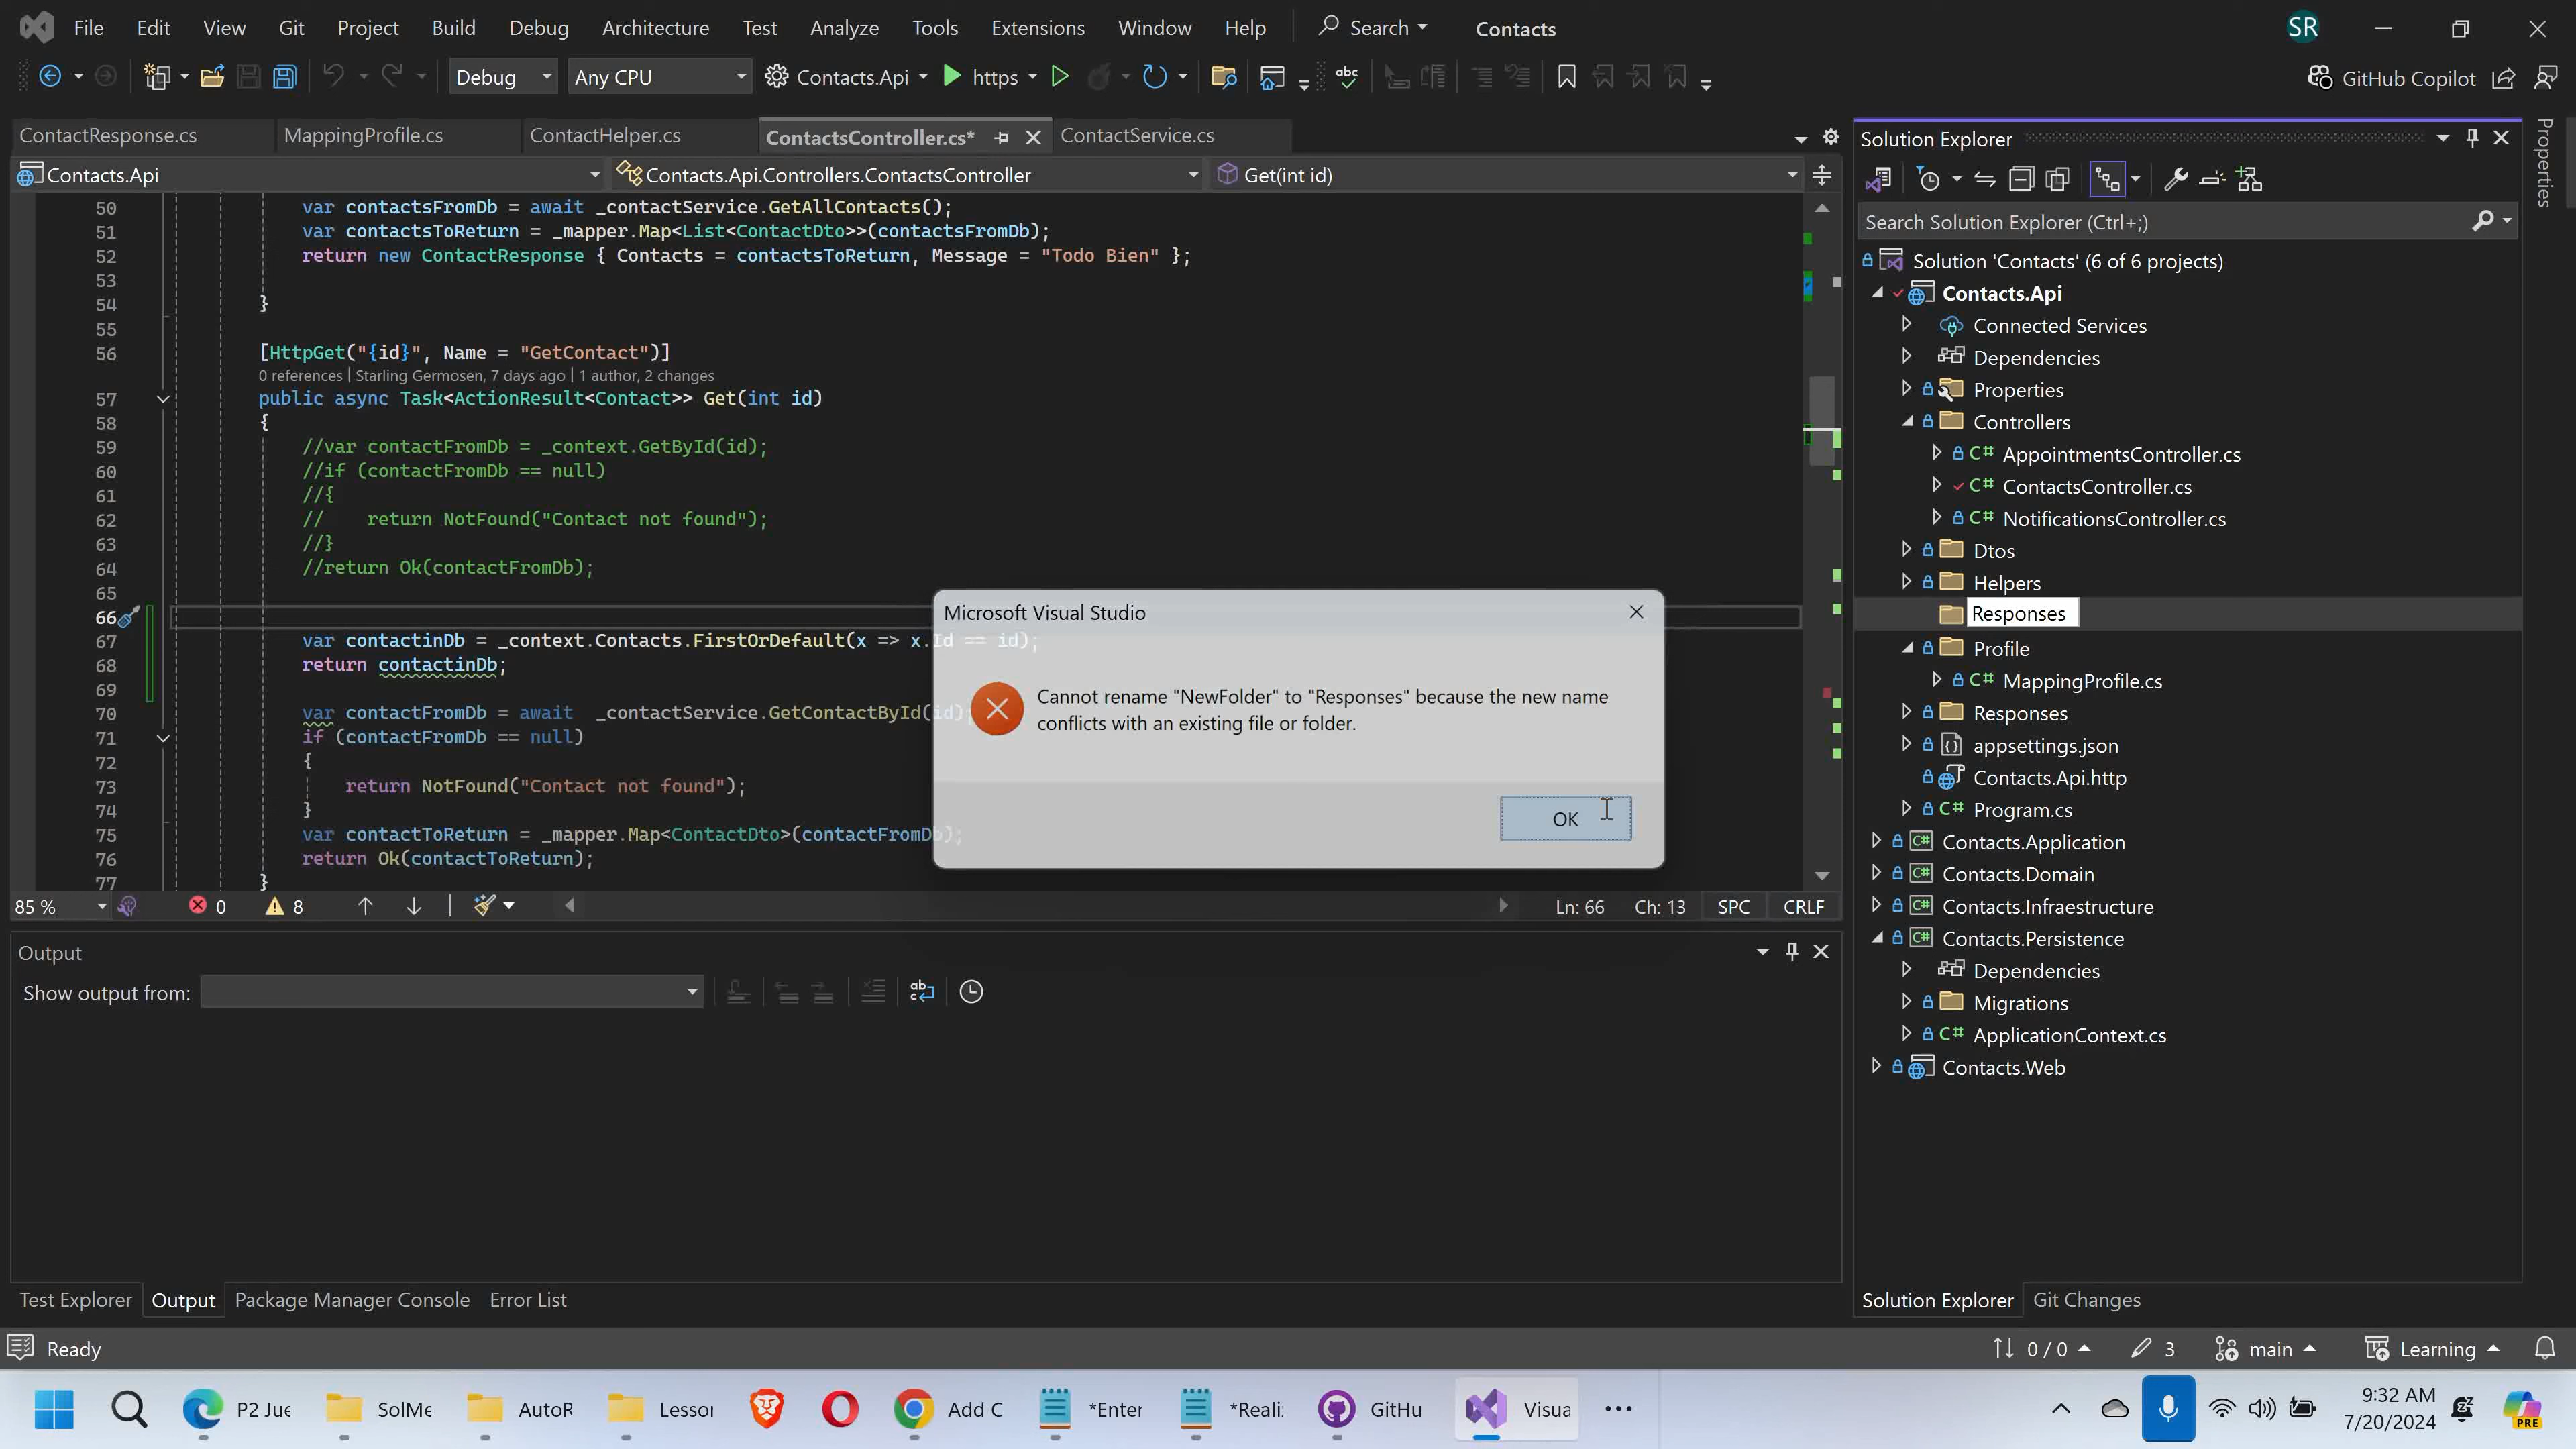 File Edit View Git Project Build Debug Architecture Test Analyze Tools Extensions Window Help Search Contacts SR
Debug Any CPU Contacts.Api https GitHub Copilot
ContactResponse.cs MappingProfile.cs ContactHelper.cs ContactsController.cs* ContactService.cs
Contacts.Api Contacts.Api.Controllers.ContactsController Get(int id)
50 var contactsFromDb = await _contactService.GetAllContacts();
51 var contactsToReturn = _mapper.Map<List<ContactDto>>(contactsFromDb);
52 return new ContactResponse { Contacts = contactsToReturn, Message = "Todo Bien" };
53
54 }
55
56 [HttpGet("{id}", Name = "GetContact")]
0 references | Starling Germosen, 7 days ago | 1 author, 2 changes
57 public async Task<ActionResult<Contact>> Get(int id)
58 {
59 //var contactFromDb = _context.GetById(id);
60 //if (contactFromDb == null)
61 //{
62 // return NotFound("Contact not found");
63 //}
64 //return Ok(contactFromDb);
65
66
67 var contactinDb = _context.Contacts.FirstOrDefault(x => x.Id == id);
68 return contactinDb;
69
70 var contactFromDb = await _contactService.GetContactById(id);
71 if (contactFromDb == null)
72 {
73 return NotFound("Contact not found");
74 }
75 var contactToReturn = _mapper.Map<ContactDto>(contactFromDb);
76 return Ok(contactToReturn);
77 }
85 % 0 8 Ln: 66 Ch: 13 SPC CRLF
Microsoft Visual Studio
Cannot rename "NewFolder" to "Responses" because the new name
conflicts with an existing file or folder.
OK
Output
Show output from:
Test Explorer Output Package Manager Console Error List
Solution Explorer
Search Solution Explorer (Ctrl+;)
Solution 'Contacts' (6 of 6 projects)
Contacts.Api
Connected Services
Dependencies
Properties
Controllers
C# AppointmentsController.cs
C# ContactsController.cs
C# NotificationsController.cs
Dtos
Helpers
Responses
Profile
C# MappingProfile.cs
Responses
appsettings.json
Contacts.Api.http
C# Program.cs
C# Contacts.Application
C# Contacts.Domain
C# Contacts.Infraestructure
C# Contacts.Persistence
Dependencies
Migrations
C# ApplicationContext.cs
Contacts.Web
Solution Explorer Git Changes
Properties
Ready 0 / 0 3 main Learning
P2 Jue SolMe AutoR Lesson Add C *Enter *Reali: GitHu Visua
9:32 AM
7/20/2024
PRE